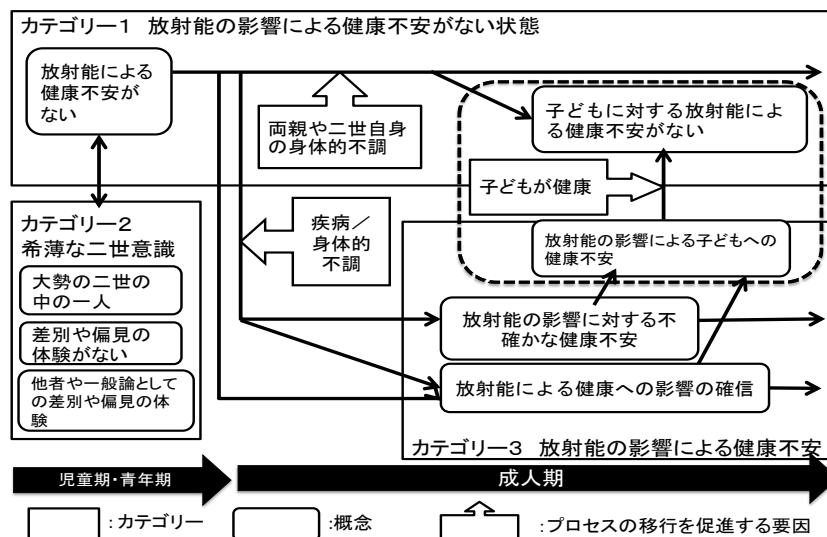 カテゴリー1 放射能の影響による健康不安がない状態
放射能による
健康不安が
ない
両親や二世自身
の身体的不調
子どもに対する放射能によ
る健康不安がない
子どもが健康
カテゴリー2
希薄な二世意識
大勢の二世の
中の一人
差別や偏見の
体験がない
他者や一般論として
の差別や偏見の体
験
疾病／
身体的
不調
放射能の影響による子どもへの
健康不安
放射能の影響に対する不
確かな健康不安
放射能による健康への影響の確信
カテゴリー3 放射能の影響による健康不安
児童期・青年期
成人期
:カテゴリー
:概念
:プロセスの移行を促進する要因